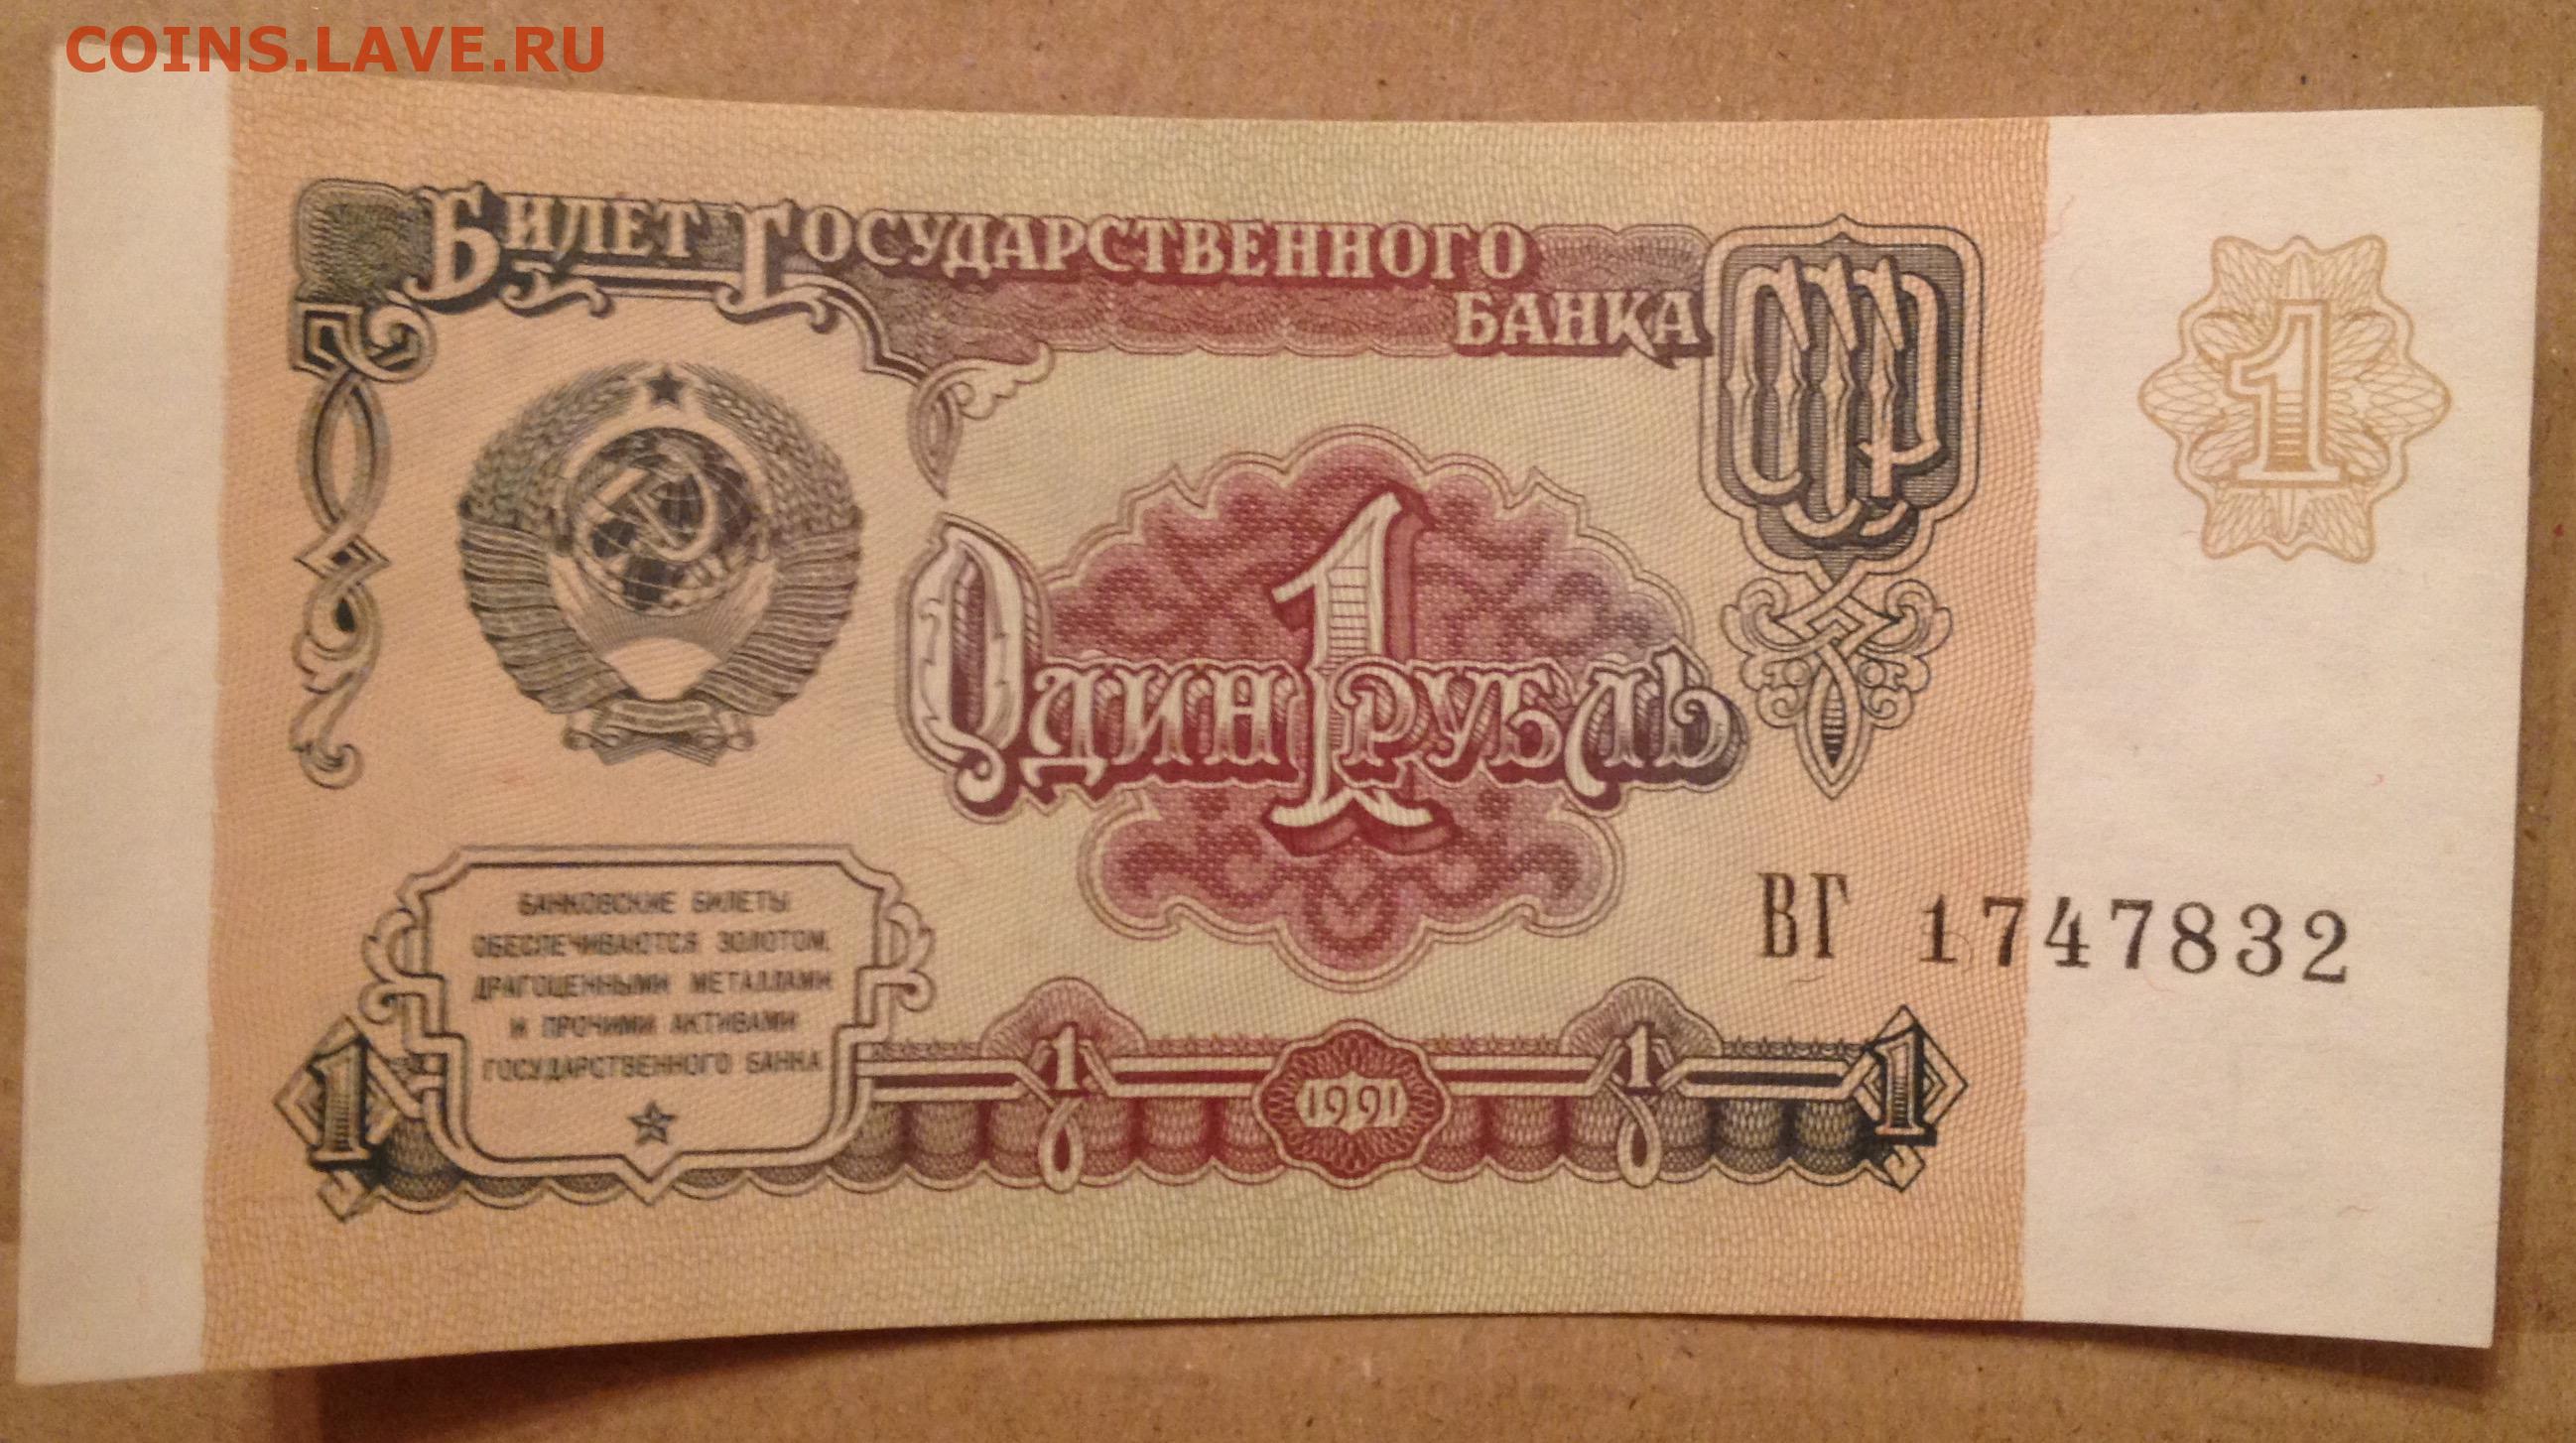 COINS.LAVE.RU
БИЛЕТ ГОСУДАРСТВЕННОГО
БАНКА
СССР
1
1
ОДИН РУБЛЬ
БАНКОВСКИЕ БИЛЕТЫ
ОБЕСПЕЧИВАЮТСЯ ЗОЛОТОМ,
ДРАГОЦЕННЫМИ МЕТАЛЛАМИ
И ПРОЧИМИ АКТИВАМИ
ГОСУДАРСТВЕННОГО БАНКА
ВГ 1747832
1 1 1991 1 1